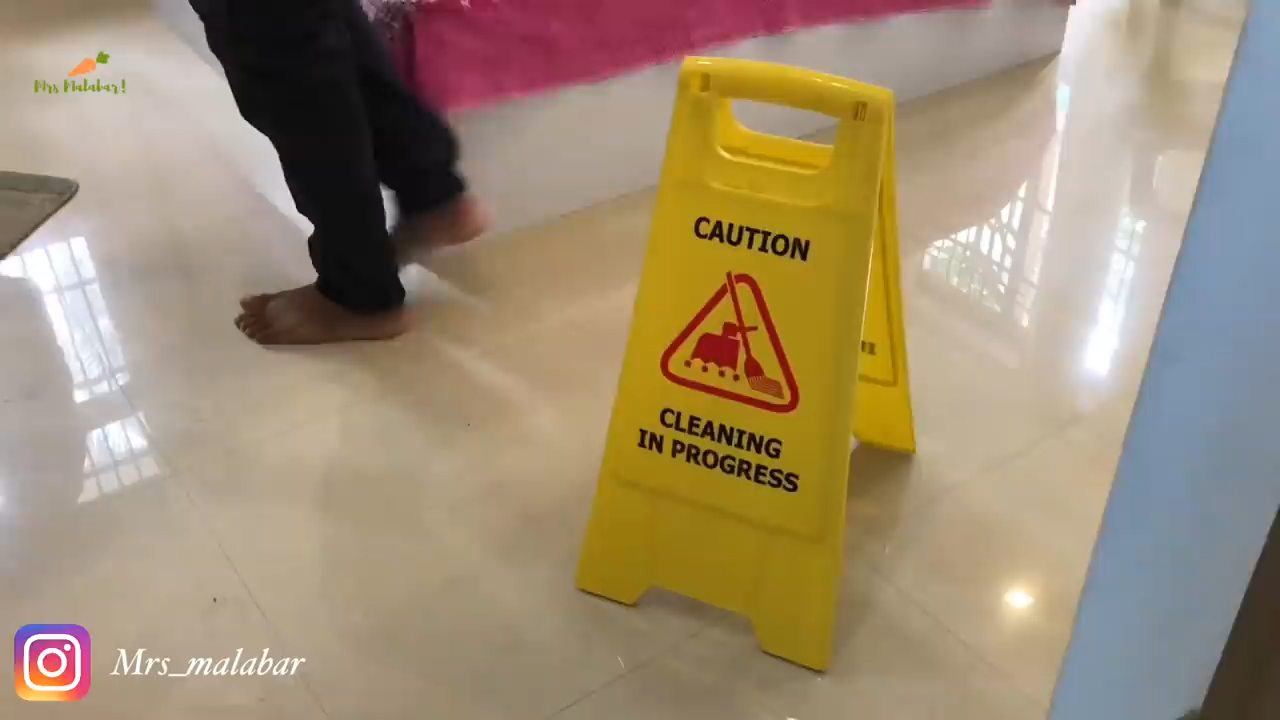 Mrs Malabar!
CAUTION
CLEANING
IN PROGRESS
Mrs_malabar